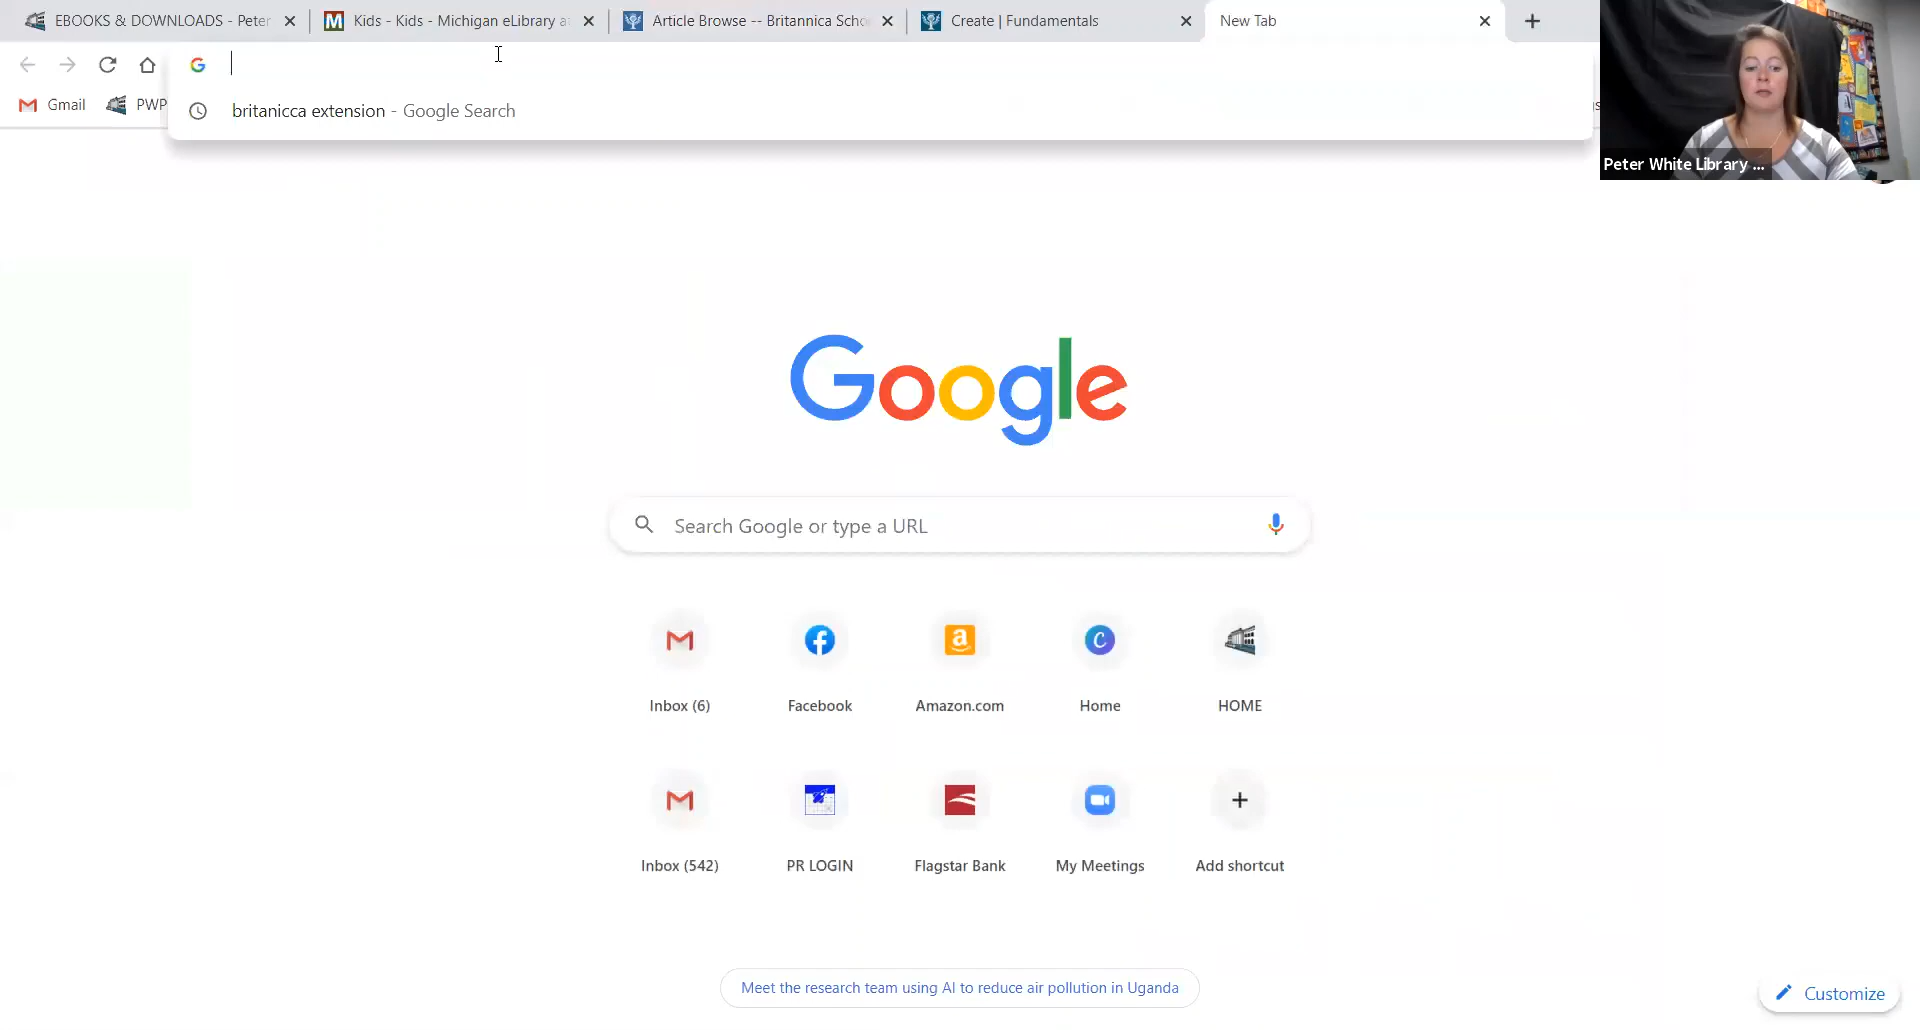 EBOOKS & DOWNLOADS - Peter
Kids - Kids - Michigan eLibrary a
Article Browse -- Britannica Scho
Create | Fundamentals
New Tab
britanicca extension - Google Search
Gmail
PWP
Peter White Library ...
Google
Search Google or type a URL
Inbox (6)
Facebook
Amazon.com
Home
HOME
Inbox (542)
PR LOGIN
Flagstar Bank
My Meetings
Add shortcut
Meet the research team using AI to reduce air pollution in Uganda
Customize